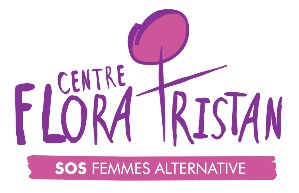 CENTRE
FLORA TRISTAN
SOS FEMMES ALTERNATIVE